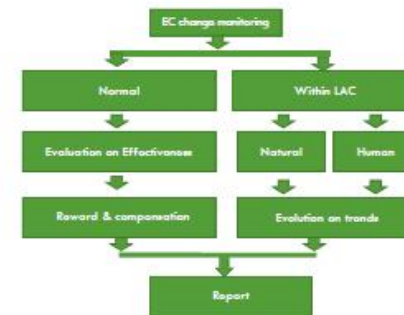 EC change monitoring
Normal
Within LAC
Evaluation on Effectiveness
Natural
Human
Reward & compensation
Evolution on trends
Report